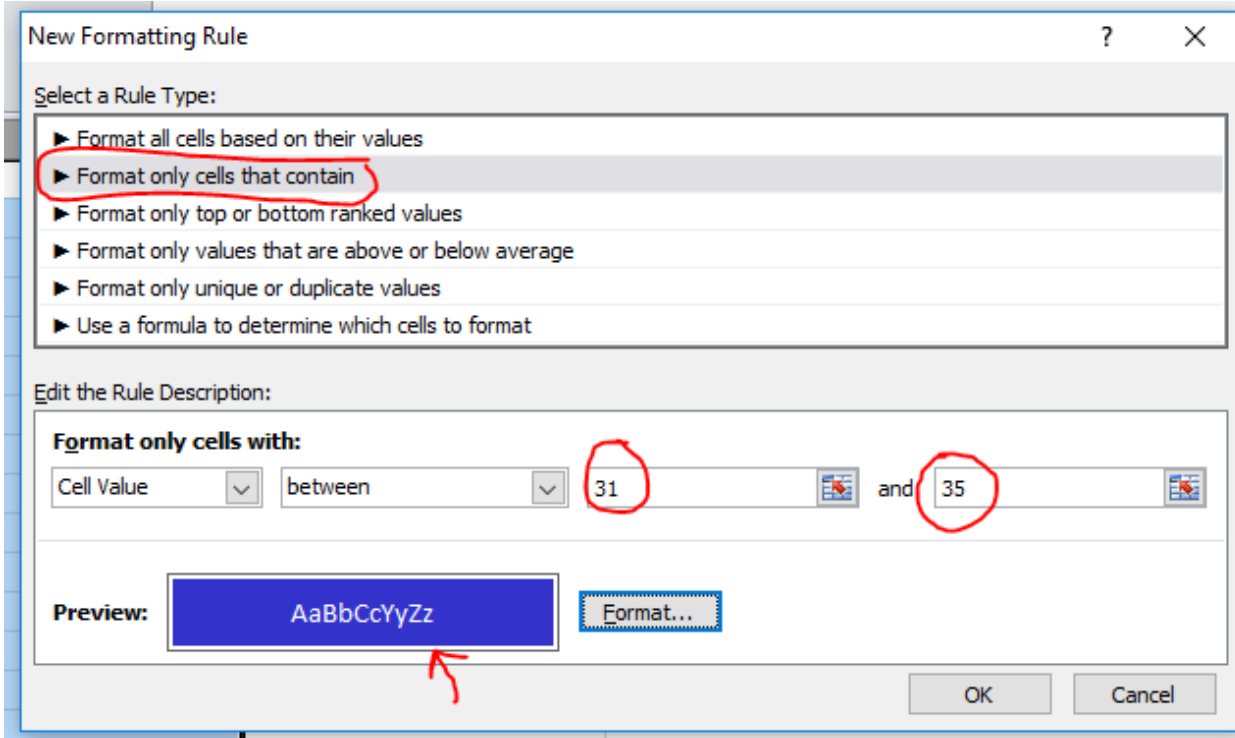 New Formatting Rule ?
Select a Rule Type:
► Format all cells based on their values
► Format only cells that contain
► Format only top or bottom ranked values
► Format only values that are above or below average
► Format only unique or duplicate values
► Use a formula to determine which cells to format
Edit the Rule Description:
Format only cells with:
Cell Value between 31 and 35
Preview: AaBbCcYyZz Format...
OK Cancel